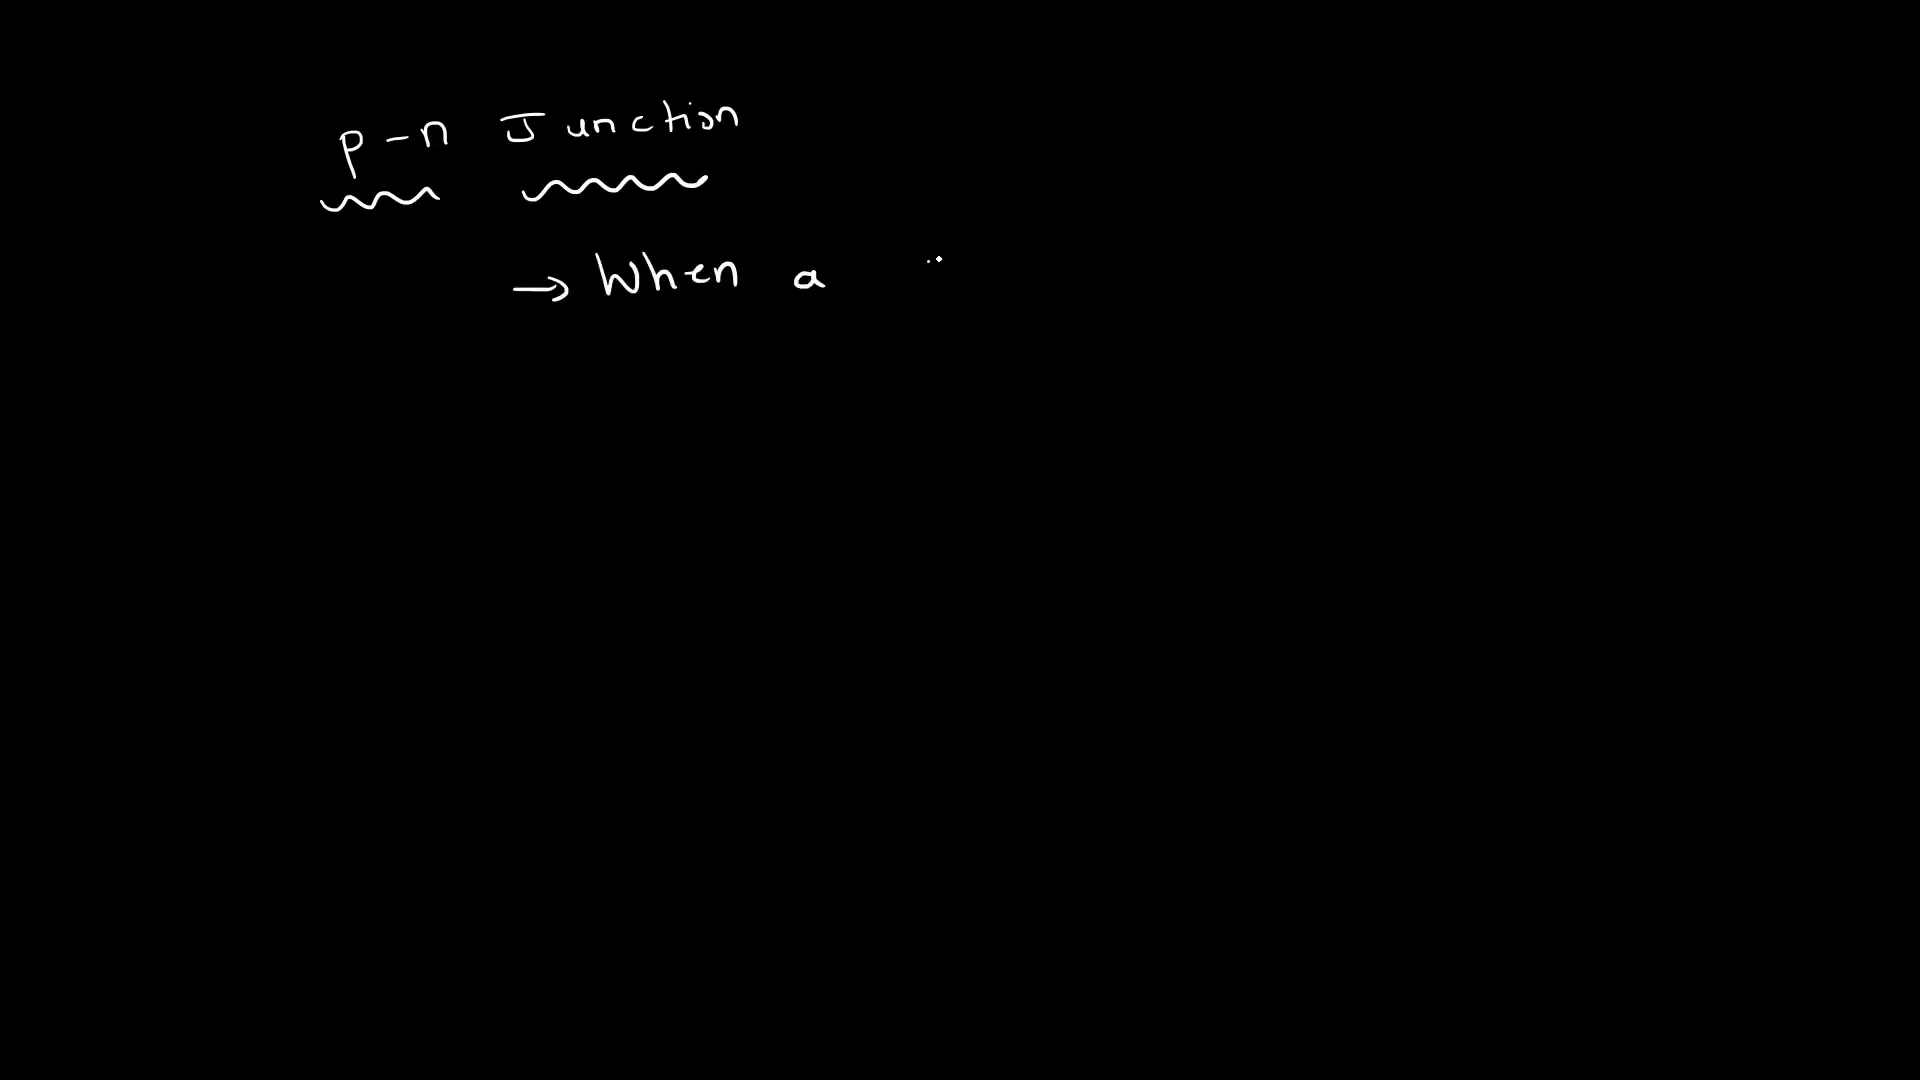 p-n Junction
→ When a